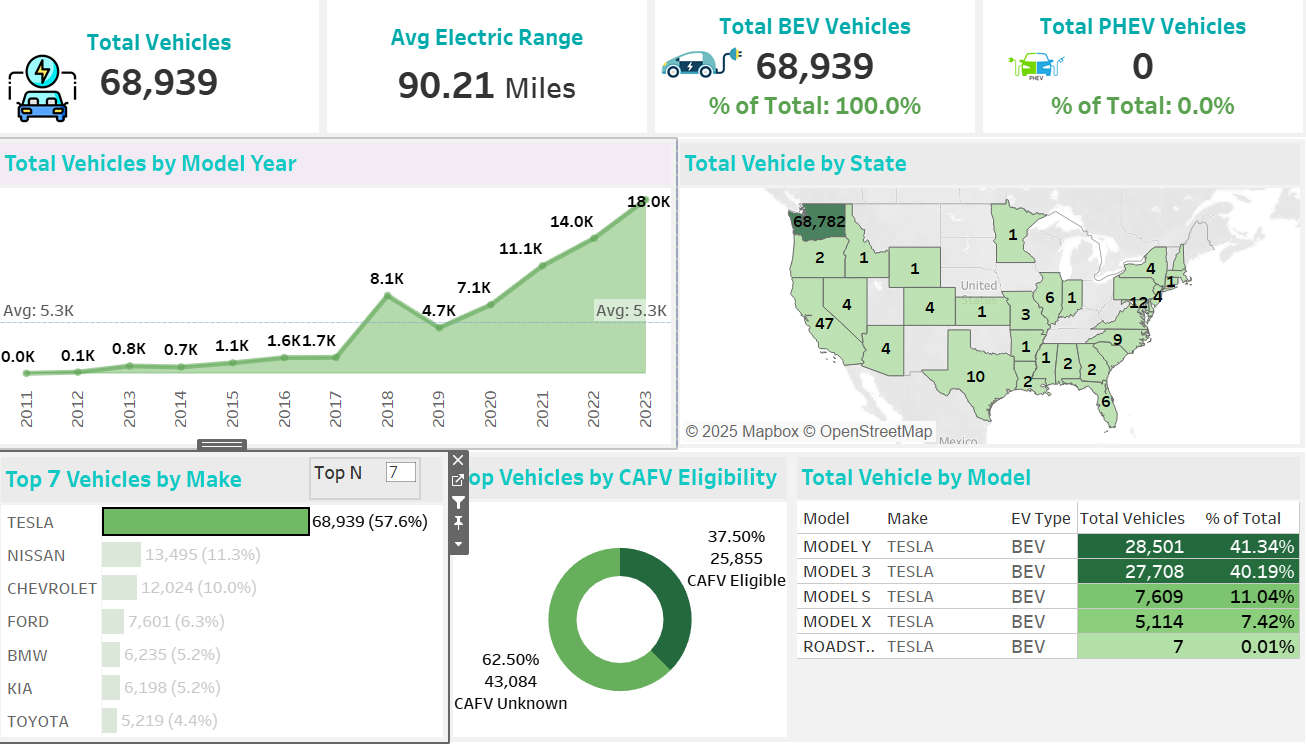 Total Vehicles
68,939
Avg Electric Range
90.21 Miles
Total BEV Vehicles
68,939
% of Total: 100.0%
Total PHEV Vehicles
PHEV
0
% of Total: 0.0%
Total Vehicles by Model Year
18.0K
14.0K
11.1K
8.1K
7.1K
4.7K
Avg: 5.3K
Avg: 5.3K
0.0K
0.1K
0.8K
0.7K
1.1K
1.6K
1.7K
2011
2012
2013
2014
2015
2016
2017
2018
2019
2020
2021
2022
2023
Total Vehicle by State
68,782
1
2
1
1
4
1
United
States
4
6
1
12
4
47
4
1
3
9
4
1
1
2
2
10
2
6
© 2025 Mapbox © OpenStreetMap
Mexico
Top 7 Vehicles by Make
Top N
7
TESLA
68,939 (57.6%)
NISSAN
13,495 (11.3%)
CHEVROLET
12,024 (10.0%)
FORD
7,601 (6.3%)
BMW
6,235 (5.2%)
KIA
6,198 (5.2%)
TOYOTA
5,219 (4.4%)
op Vehicles by CAFV Eligibility
37.50%
25,855
CAFV Eligible
62.50%
43,084
CAFV Unknown
Total Vehicle by Model
Model Make EV Type Total Vehicles % of Total
MODEL Y TESLA BEV 28,501 41.34%
MODEL 3 TESLA BEV 27,708 40.19%
MODEL S TESLA BEV 7,609 11.04%
MODEL X TESLA BEV 5,114 7.42%
ROADST.. TESLA BEV 7 0.01%